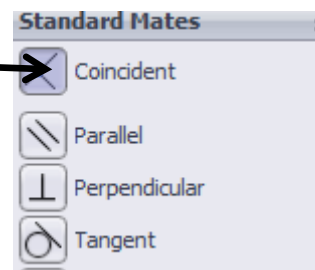 Standard Mates
Coincident
Parallel
Perpendicular
Tangent